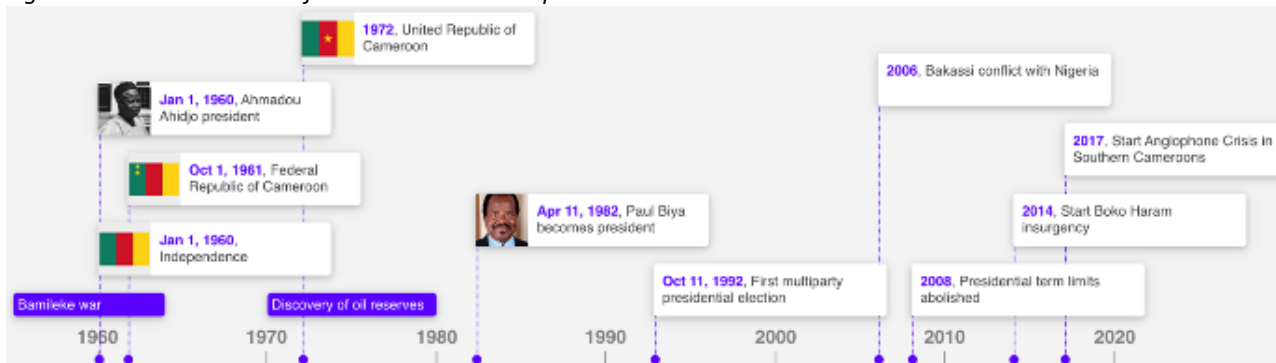 1972, United Republic of
Cameroon
2006, Bakassi conflict with Nigeria
Jan 1, 1960, Ahmadou
Ahidjo president
2017, Start Anglophone Crisis in
Southern Cameroons
Oct 1, 1961, Federal
Republic of Cameroon
Apr 11, 1982, Paul Biya
becomes president
2014, Start Boko Haram
insurgency
Jan 1, 1960,
Independence
Oct 11, 1992, First multiparty
presidential election
2008, Presidential term limits
abolished
Bamileke war
Discovery of oil reserves
1960 1970 1980 1990 2000 2010 2020